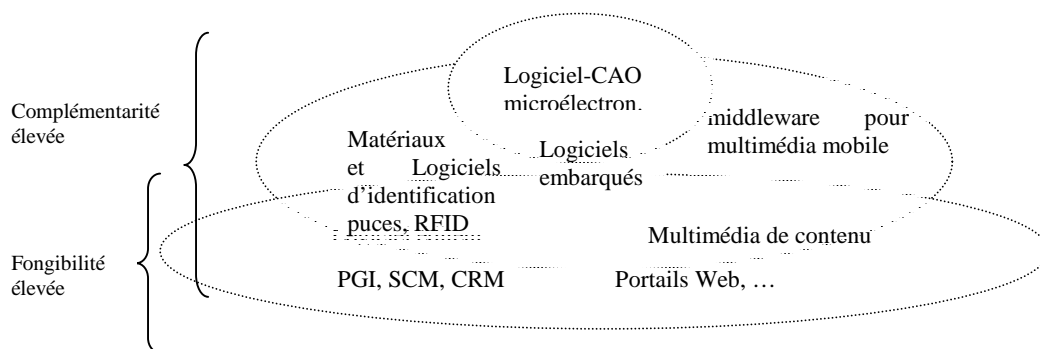 Complémentarité
élevée
Fongibilité
élevée
Logiciel-CAO
microélectron.
middleware pour
multimédia mobile
Matériaux
et Logiciels
d’identification
puces, RFID
Logiciels
embarqués
Multimédia de contenu
PGI, SCM, CRM
Portails Web, …